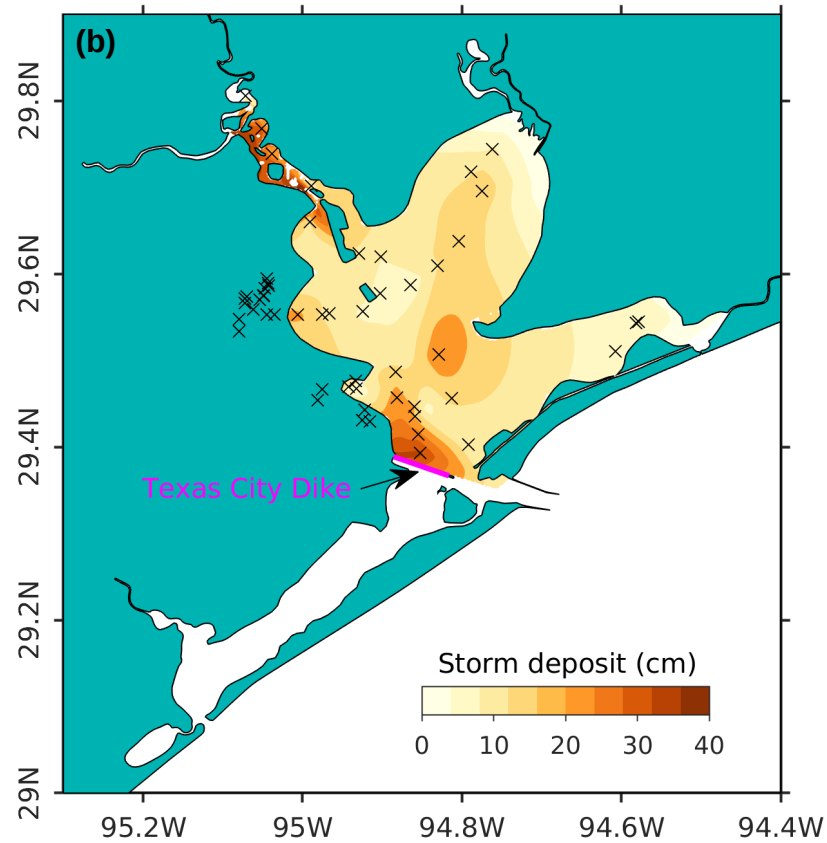 (b)
29.8N
29.6N
29.4N
Texas City Dike
29.2N
Storm deposit (cm)
0 10 20 30 40
29N
95.2W 95W 94.8W 94.6W 94.4W